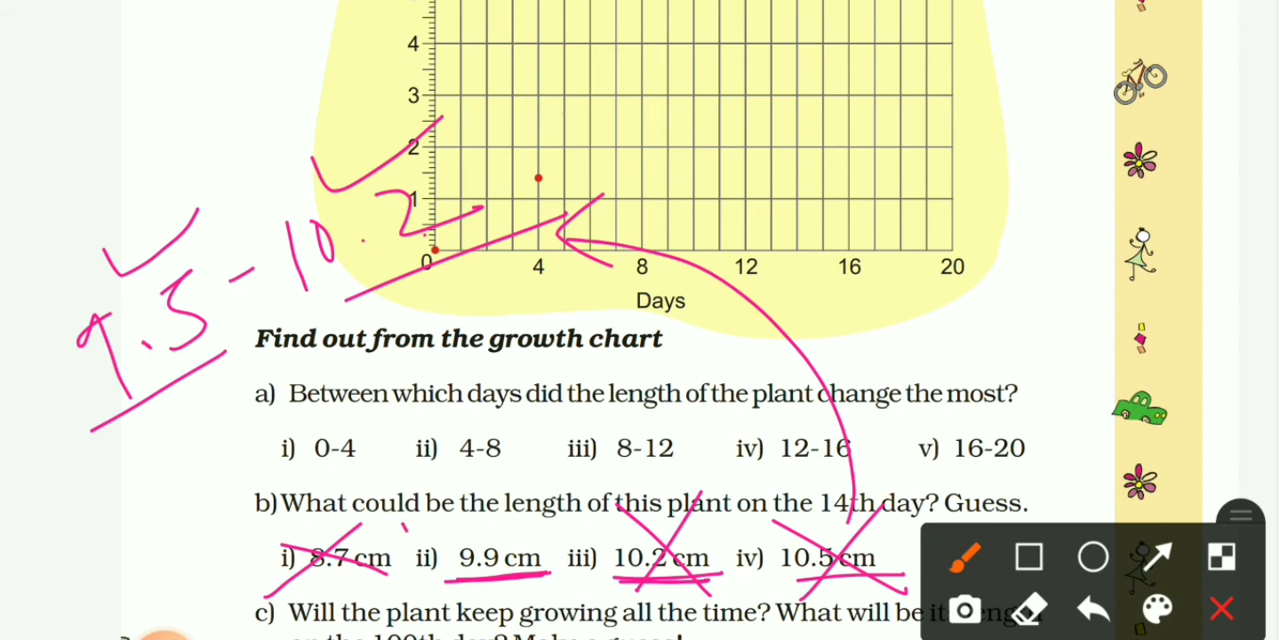 4
3
2
1
0 4 8 12 16 20
Days
9.5 - 10.2
Find out from the growth chart
a) Between which days did the length of the plant change the most?
i) 0-4 ii) 4-8 iii) 8-12 iv) 12-16 v) 16-20
b) What could be the length of this plant on the 14th day? Guess.
i) 8.7 cm ii) 9.9 cm iii) 10.2 cm iv) 10.5 cm
c) Will the plant keep growing all the time? What will be